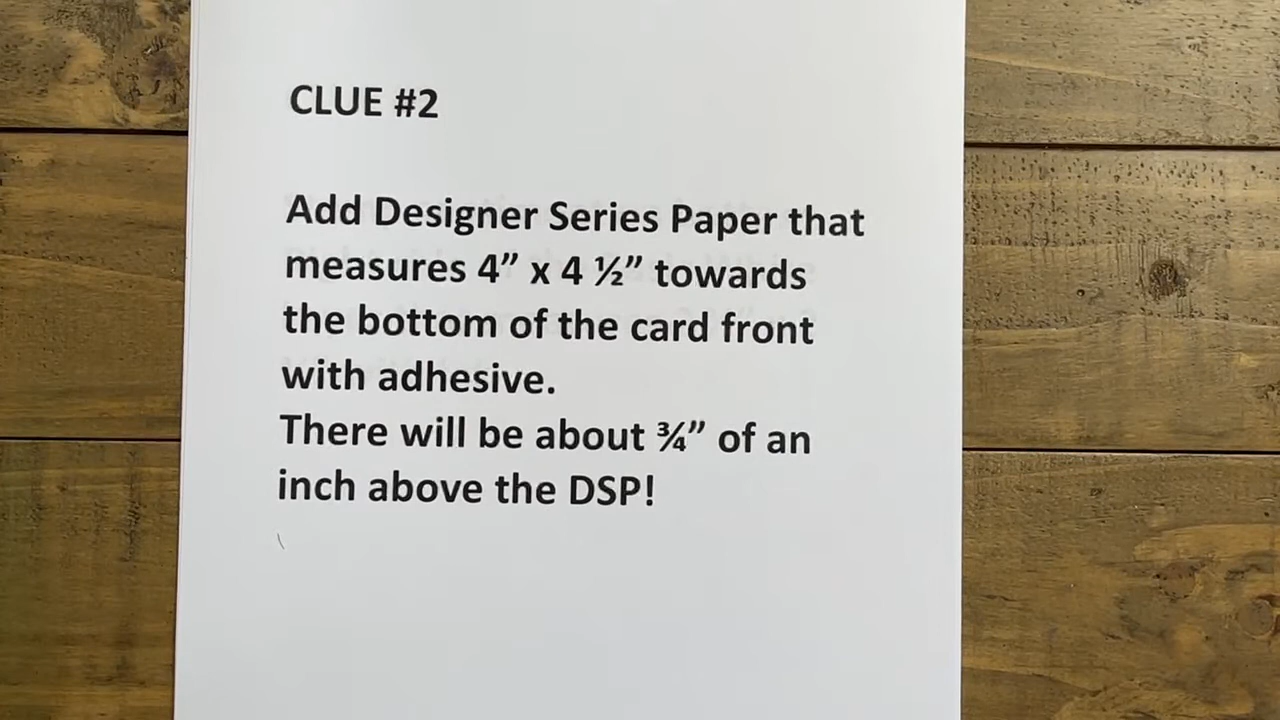 CLUE #2
Add Designer Series Paper that
measures 4” x 4 ½” towards
the bottom of the card front
with adhesive.
There will be about ¾” of an
inch above the DSP!